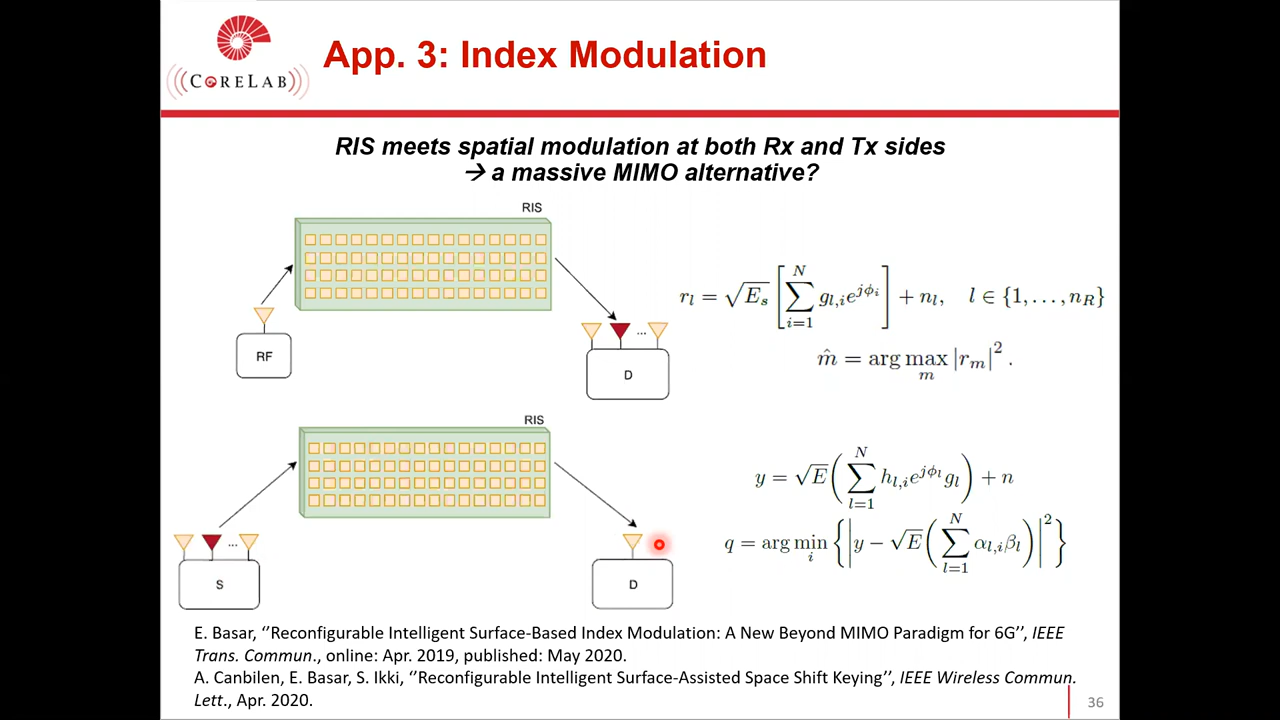 ((CORELAB))
App. 3: Index Modulation
RIS meets spatial modulation at both Rx and Tx sides
→ a massive MIMO alternative?
RIS
RF
...
D
r_l = √E_s [∑_{i=1}^{N} g_{l,i} e^{jϕ_i}] + n_l, l ∈ {1, . . . , n_R}
m̂ = arg max_m |r_m|^2 .
RIS
...
S
D
y = √E (∑_{l=1}^{N} h_{l,i} e^{jϕ_l} g_l) + n
q = arg min_i {|y − √E (∑_{l=1}^{N} α_{l,i} β_l)|^2}
E. Basar, ‘’Reconfigurable Intelligent Surface-Based Index Modulation: A New Beyond MIMO Paradigm for 6G’’, IEEE
Trans. Commun., online: Apr. 2019, published: May 2020.
A. Canbilen, E. Basar, S. Ikki, ‘’Reconfigurable Intelligent Surface-Assisted Space Shift Keying’’, IEEE Wireless Commun.
Lett., Apr. 2020.
36